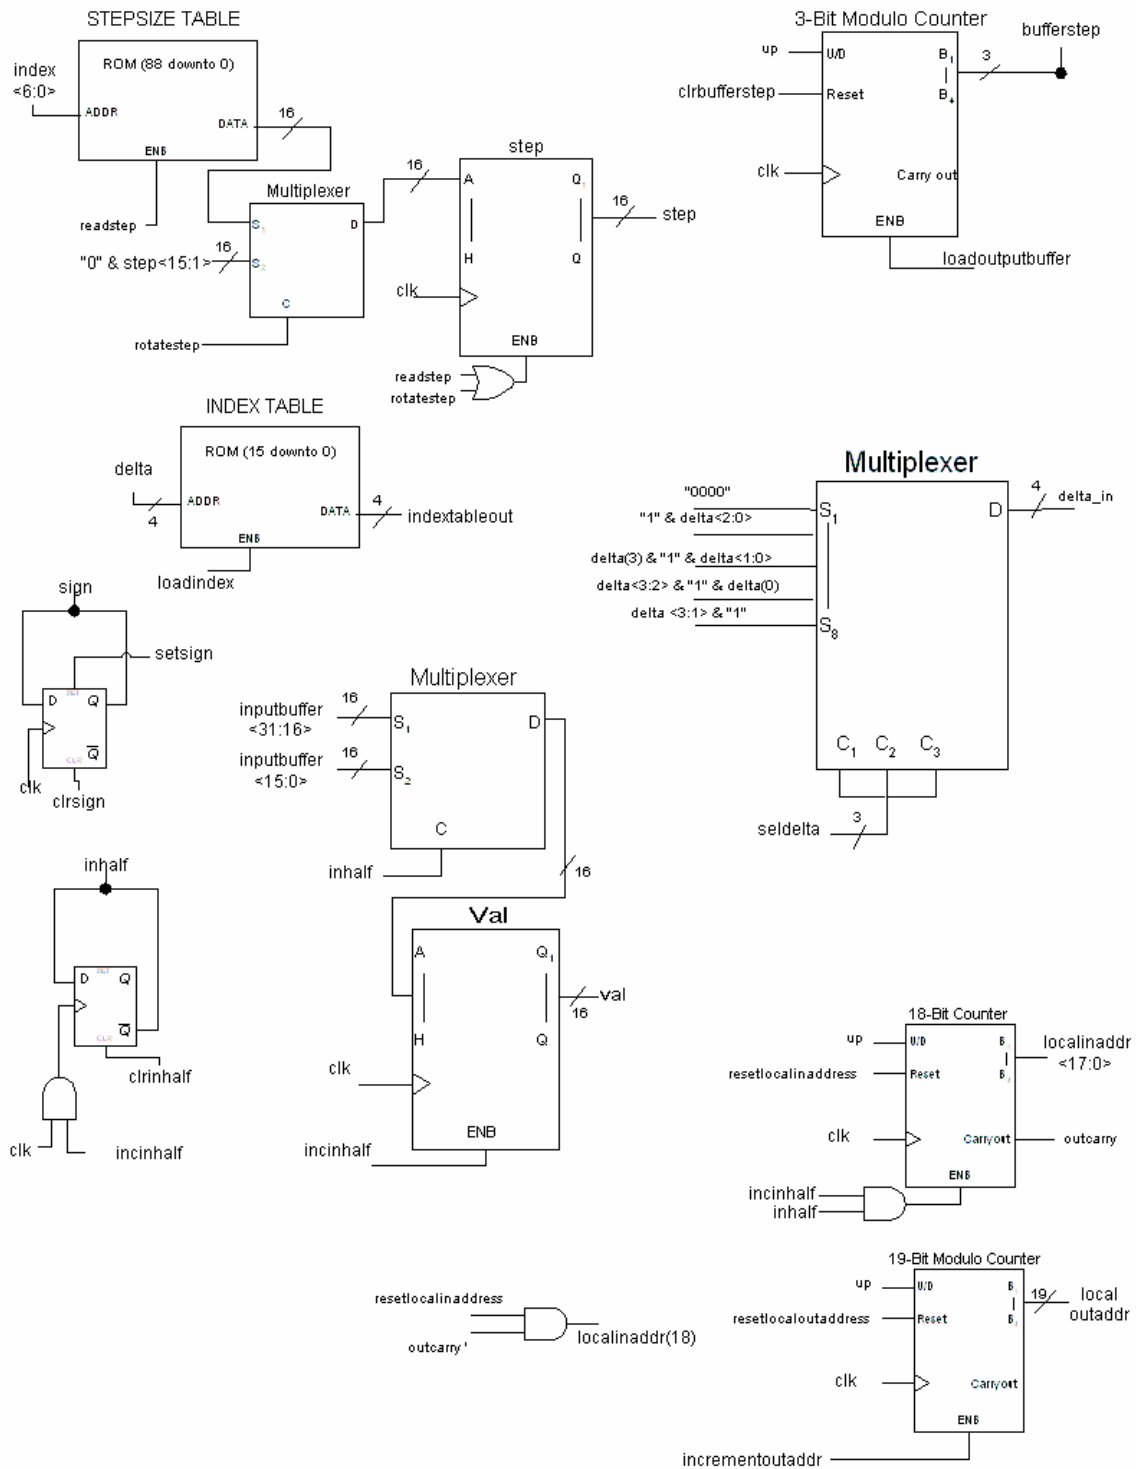 STEPSIZE TABLE
ROM (88 downto 0)
index
<6:0>
ADDR
DATA
16
ENB
readstep
Multiplexer
S1
16
"0" & step<15:1>
S2
D
C
rotatestep
16
step
A
Q
H
Q
16
step
clk
ENB
readstep
rotatestep
3-Bit Modulo Counter
up
U/D
B1
3
bufferstep
clrbufferstep
Reset
B4
clk
Carry out
ENB
loadoutputbuffer
INDEX TABLE
ROM (15 downto 0)
delta
4
ADDR
DATA
4
indextableout
ENB
loadindex
Multiplexer
"0000"
S1
D
4
delta_in
"1" & delta<2:0>
delta(3) & "1" & delta<1:0>
delta<3:2> & "1" & delta(0)
delta <3:1> & "1"
S8
C1
C2
C3
seldelta
3
sign
setsign
SET
D
Q
Q
CLR
clk
clrsign
Multiplexer
inputbuffer
<31:16>
16
S1
D
inputbuffer
<15:0>
16
S2
C
inhalf
16
inhalf
SET
D
Q
Q
CLR
clrinhalf
clk
incinhalf
Val
A
Q1
H
Q
16
val
clk
ENB
incinhalf
18-Bit Counter
up
U/D
B
localinaddr
<17:0>
resetlocalinaddress
Reset
B
clk
Carryout
outcarry
ENB
incinhalf
inhalf
resetlocalinaddress
outcarry'
localinaddr(18)
19-Bit Modulo Counter
up
U/D
B
19
local
outaddr
resetlocaloutaddress
Reset
B
clk
Carryout
ENB
incrementoutaddr